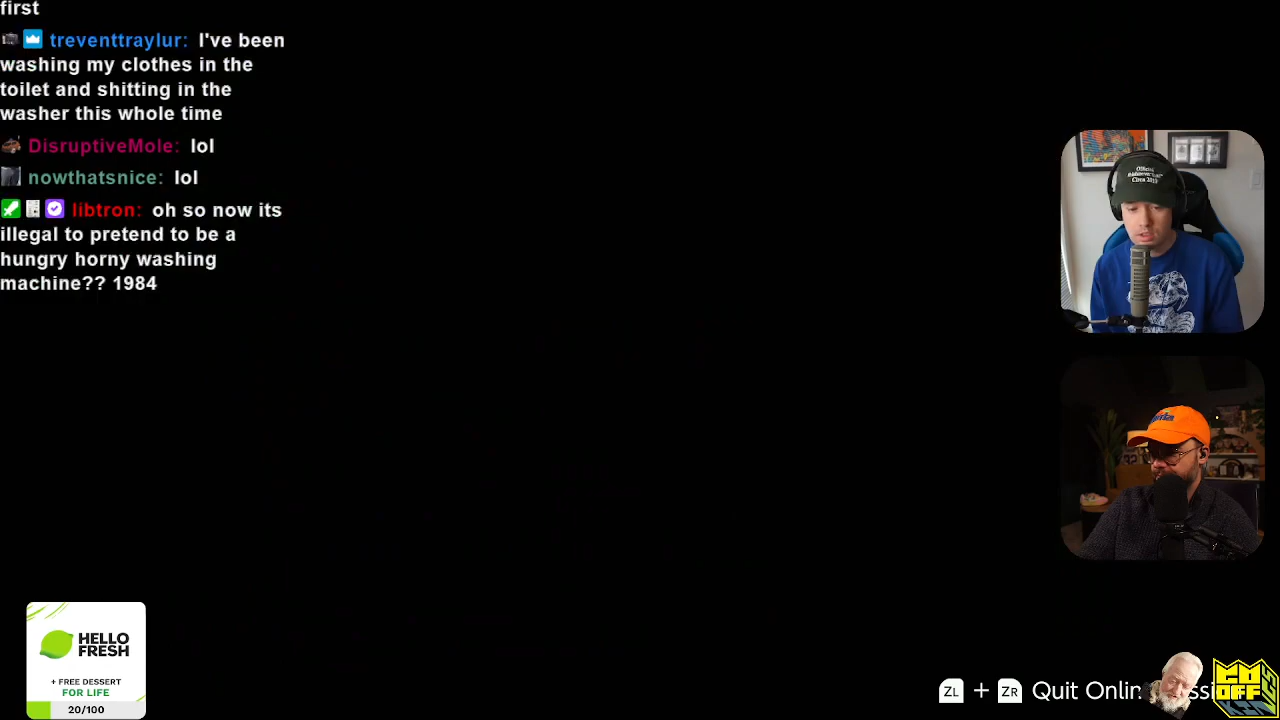 first
treventtraylur: I've been
washing my clothes in the
toilet and shitting in the
washer this whole time
DisruptiveMole: lol
nowthatsnice: lol
libtron: oh so now its
illegal to pretend to be a
hungry horny washing
machine?? 1984
HELLO
FRESH
+ FREE DESSERT
FOR LIFE
20/100
ZL + ZR Quit Onlin
GO
OFF